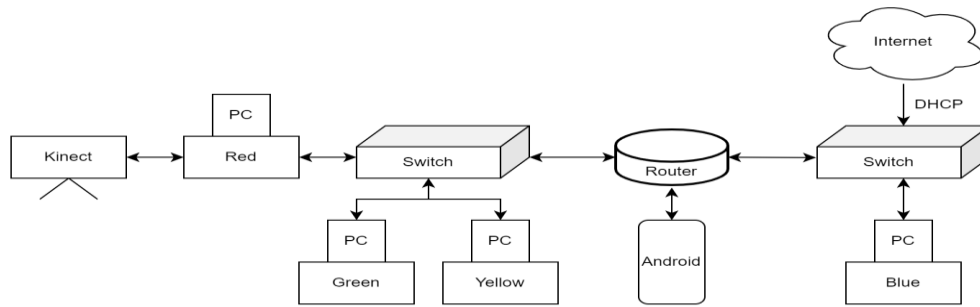 Internet
DHCP
PC
Kinect
Red
Switch
Router
Switch
PC
PC
Android
PC
Green
Yellow
Blue